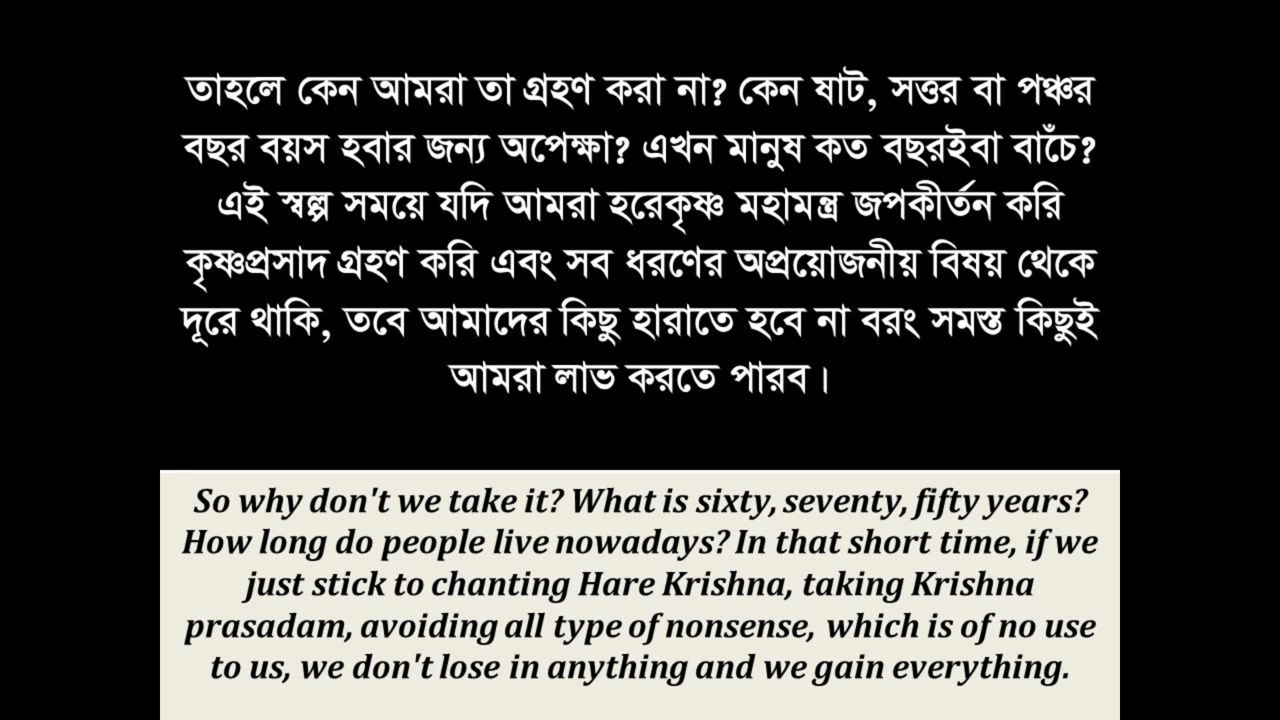 তাহলে কেন আমরা তা গ্রহণ করা না? কেন ষাট, সত্তর বা পঞ্চর
বছর বয়স হবার জন্য অপেক্ষা? এখন মানুষ কত বছরইবা বাচেঁ?
এই স্বল্প সময়ে যদি আমরা হরেকৃষ্ণ মহামন্ত্র জপকীর্তন করি
কৃষ্ণপ্রসাদ গ্রহণ করি এবং সব ধরণের অপ্রয়োজনীয় বিষয় থেকে
দূরে থাকি, তবে আমাদের কিছু হারাতে হবে না বরং সমস্ত কিছুই
আমরা লাভ করতে পারব।
So why don't we take it? What is sixty, seventy, fifty years?
How long do people live nowadays? In that short time, if we
just stick to chanting Hare Krishna, taking Krishna
prasadam, avoiding all type of nonsense, which is of no use
to us, we don't lose in anything and we gain everything.